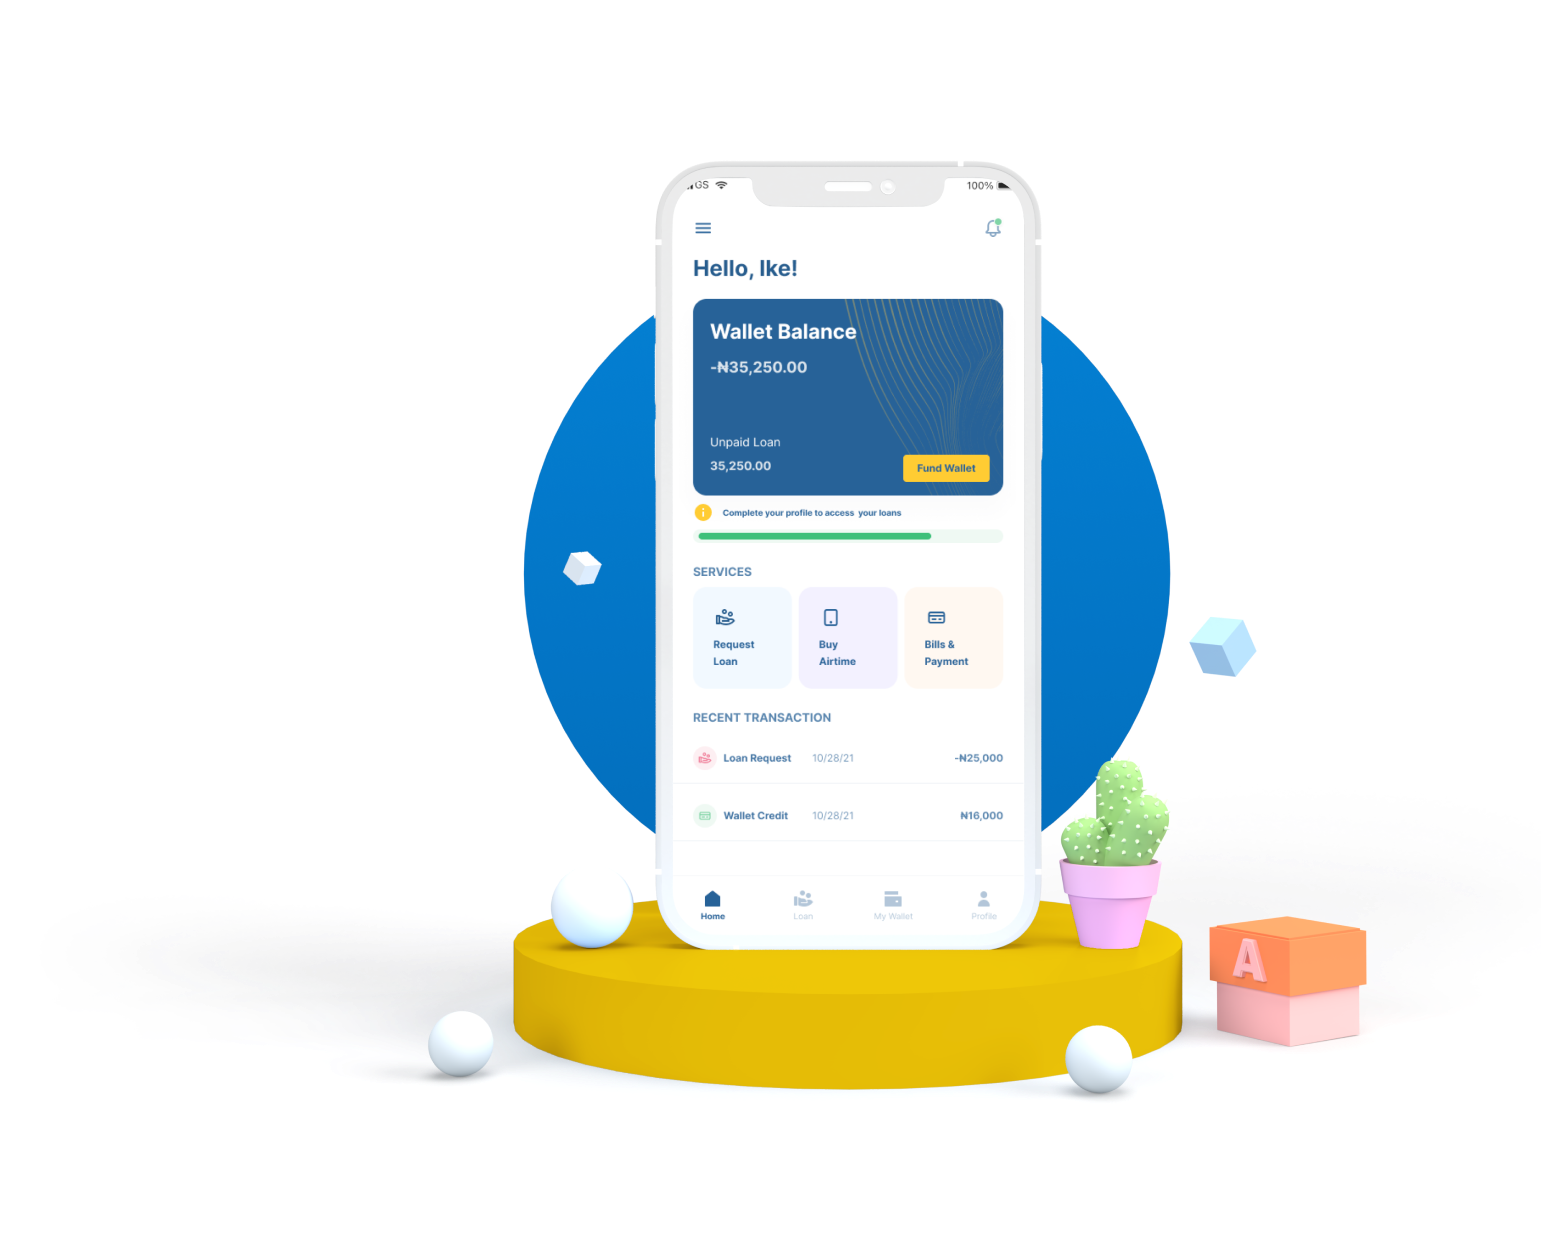 GS
100%
Hello, Ike!
Wallet Balance
-₦35,250.00
Unpaid Loan
35,250.00
Fund Wallet
Complete your profile to access your loans
SERVICES
Request
Loan
Buy
Airtime
Bills &
Payment
RECENT TRANSACTION
Loan Request 10/28/21 -₦25,000
Wallet Credit 10/28/21 ₦16,000
Home
Loan
My Wallet
Profile
A